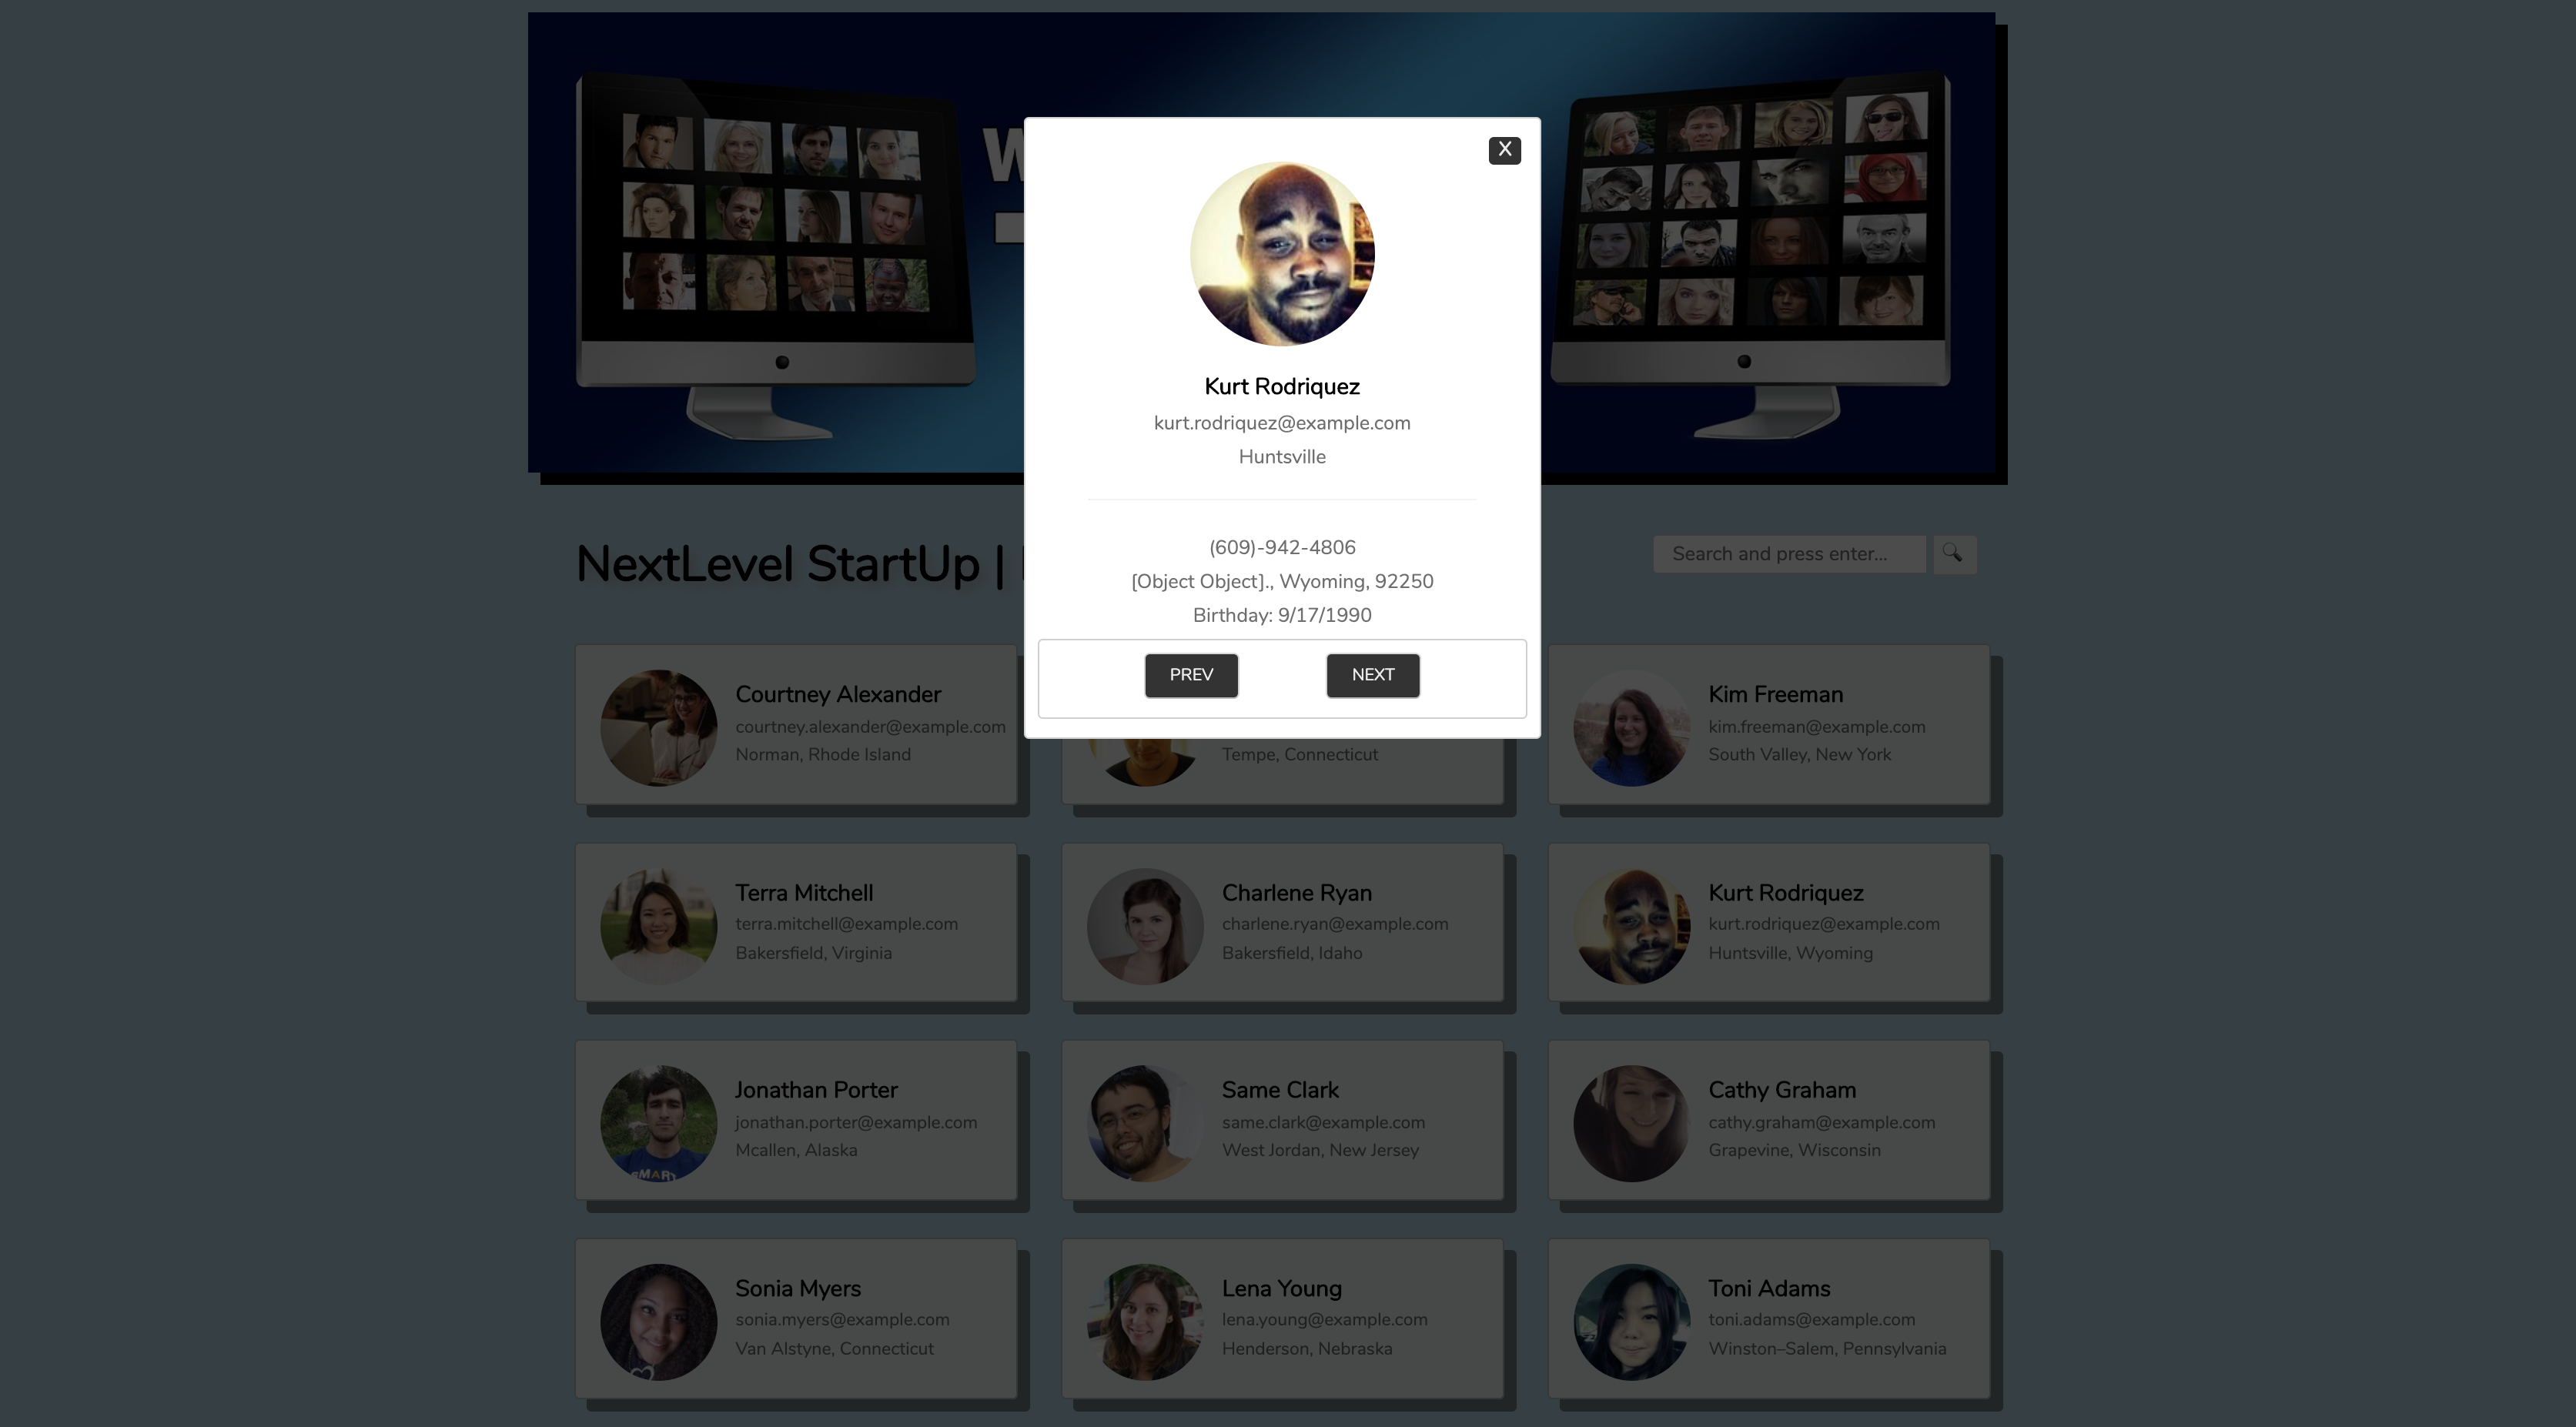 X
Kurt Rodriquez
kurt.rodriquez@example.com
Huntsville
(609)-942-4806
[Object Object]., Wyoming, 92250
Birthday: 9/17/1990
PREV NEXT
NextLevel StartUp |
Search and press enter...
Courtney Alexander
courtney.alexander@example.com
Norman, Rhode Island
Tempe, Connecticut
Kim Freeman
kim.freeman@example.com
South Valley, New York
Terra Mitchell
terra.mitchell@example.com
Bakersfield, Virginia
Charlene Ryan
charlene.ryan@example.com
Bakersfield, Idaho
Kurt Rodriquez
kurt.rodriquez@example.com
Huntsville, Wyoming
Jonathan Porter
jonathan.porter@example.com
Mcallen, Alaska
Same Clark
same.clark@example.com
West Jordan, New Jersey
Cathy Graham
cathy.graham@example.com
Grapevine, Wisconsin
Sonia Myers
sonia.myers@example.com
Van Alstyne, Connecticut
Lena Young
lena.young@example.com
Henderson, Nebraska
Toni Adams
toni.adams@example.com
Winston–Salem, Pennsylvania